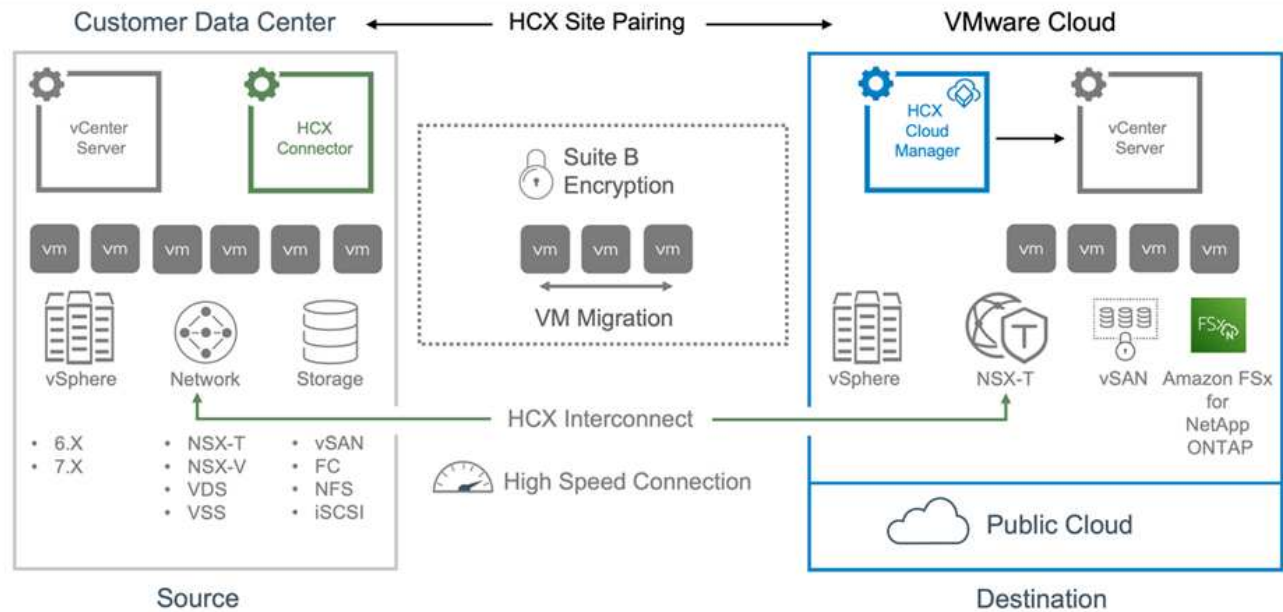 Customer Data Center
HCX Site Pairing
VMware Cloud
vCenter
Server
HCX
Connector
Suite B
Encryption
HCX
Cloud
Manager
vCenter
Server
vm vm vm vm vm vm
vm vm vm
vm vm vm vm
VM Migration
vSphere
Network
Storage
vSphere
T
NSX-T
vSAN
FSx
N
Amazon FSx
for
NetApp
ONTAP
HCX Interconnect
• 6.X
• 7.X
• NSX-T
• NSX-V
• VDS
• VSS
• vSAN
• FC
• NFS
• iSCSI
High Speed Connection
Public Cloud
Source
Destination